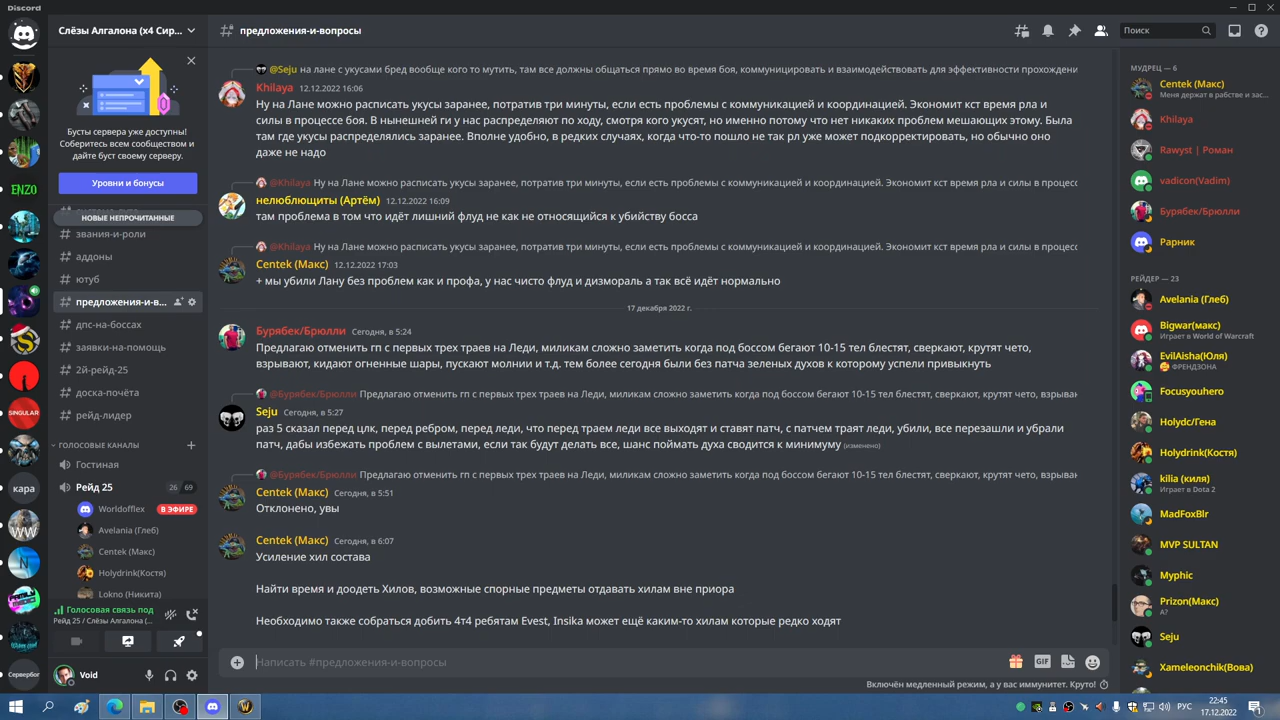 Discord
Слёзы Алгалона (x4 Сир...
предложения-и-вопросы
Поиск
Бусты сервера уже доступны!
Соберитесь всем сообществом и
дайте буст своему серверу.
Уровни и бонусы
НОВЫЕ НЕПРОЧИТАННЫЕ
звания-и-роли
аддоны
ютуб
предложения-и-в...
дпс-на-боссах
заявки-на-помощь
2й-рейд-25
доска-почёта
рейд-лидер
ГОЛОСОВЫЕ КАНАЛЫ
Гостиная
Рейд 25 26 69
Worldofflex В ЭФИРЕ
Avelania (Глеб)
Centek (Макс)
Holydrink(Костя)
Lokno (Никита)
Голосовая связь под
Рейд 25 / Слёзы Алгалона (...
Void
ENZO
SINGULAR
кара
WW
N
Сервербог
@Seju на лане с укусами бред вообще кого то мутить, там все должны общаться прямо во время боя, коммуницировать и взаимодействовать для эффективности прохождени
Khilaya 12.12.2022 16:06
Ну на Лане можно расписать укусы заранее, потратив три минуты, если есть проблемы с коммуникацией и координацией. Экономит кст время рла и
силы в процессе боя. В нынешней ги у нас распределяют по ходу, смотря кого укусят, но именно потому что нет никаких проблем мешающих этому. Была
там где укусы распределялись заранее. Вполне удобно, в редких случаях, когда что-то пошло не так рл уже может подкорректировать, но обычно оно
даже не надо
@Khilaya Ну на Лане можно расписать укусы заранее, потратив три минуты, если есть проблемы с коммуникацией и координацией. Экономит кст время рла и силы в процесс
нелюблющиты (Артём) 12.12.2022 16:09
там проблема в том что идёт лишний флуд не как не относящийся к убийству босса
@Khilaya Ну на Лане можно расписать укусы заранее, потратив три минуты, если есть проблемы с коммуникацией и координацией. Экономит кст время рла и силы в процесс
Centek (Макс) 12.12.2022 17:03
+ мы убили Лану без проблем как и профа, у нас чисто флуд и дизмораль а так всё идёт нормально
17 декабря 2022 г.
Бурябек/Брюлли Сегодня, в 5:24
Предлагаю отменить гп с первых трех траев на Леди, миликам сложно заметить когда под боссом бегают 10-15 тел блестят, сверкают, крутят чето,
взрывают, кидают огненные шары, пускают молнии и т.д. тем более сегодня были без патча зеленых духов к которому успели привыкнуть
@Бурябек/Брюлли Предлагаю отменить гп с первых трех траев на Леди, миликам сложно заметить когда под боссом бегают 10-15 тел блестят, сверкают, крутят чето, взрыван
Seju Сегодня, в 5:27
раз 5 сказал перед цлк, перед ребром, перед леди, что перед траем леди все выходят и ставят патч, с патчем траят леди, убили, все перезашли и убрали
патч, дабы избежать проблем с вылетами, если так будут делать все, шанс поймать духа сводится к минимуму (изменено)
@Бурябек/Брюлли Предлагаю отменить гп с первых трех траев на Леди, миликам сложно заметить когда под боссом бегают 10-15 тел блестят, сверкают, крутят чето, взрыван
Centek (Макс) Сегодня, в 5:51
Отклонено, увы
Centek (Макс) Сегодня, в 6:07
Усиление хил состава
Найти время и доодеть Хилов, возможные спорные предметы отдавать хилам вне приора
Необходимо также собраться добить 4т4 ребятам Evest, Insika может ещё каким-то хилам которые редко ходят
Написать #предложения-и-вопросы
GIF
Включён медленный режим, а у вас иммунитет. Круто!
МУДРЕЦ — 6
Centek (Макс)
Меня держат в рабстве и зас...
Khilaya
Rawyst | Роман
vadicon(Vadim)
Бурябек/Брюлли
Рарник
РЕЙДЕР — 23
Avelania (Глеб)
Bigwar(макс)
Играет в World of Warcraft
EvilAisha(Юля)
ФРЕНДЗОНА
Focusyouhero
Holydc/Гена
Holydrink(Костя)
kilia (киля)
Играет в Dota 2
MadFoxBlr
MVP SULTAN
Myphic
Prizon(Макс)
A?
Seju
Xameleonchik(Вова)
РУС
22:45
17.12.2022
1